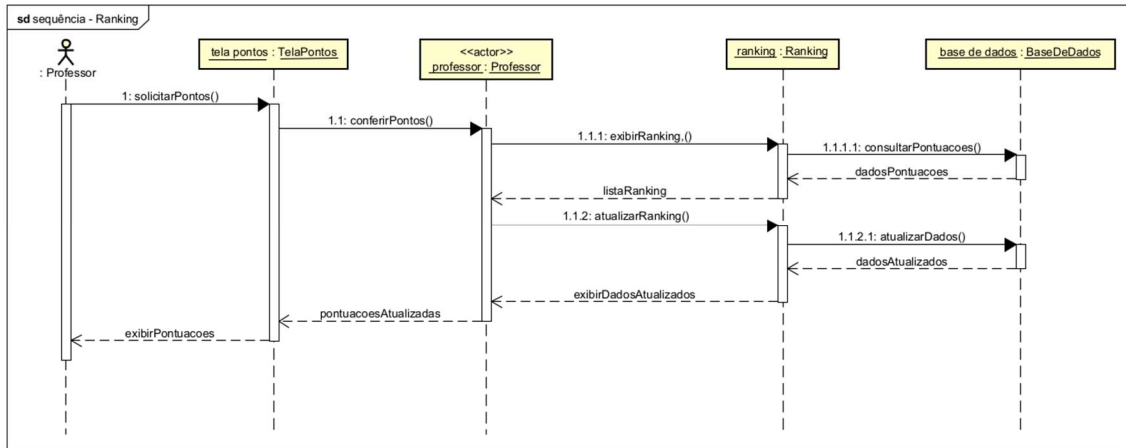 sd sequência - Ranking
: Professor
tela pontos : TelaPontos
<<actor>>
professor : Professor
ranking : Ranking
base de dados : BaseDeDados
1: solicitarPontos()
1.1: conferirPontos()
1.1.1: exibirRanking,()
1.1.1.1: consultarPontuacoes()
dadosPontuacoes
listaRanking
1.1.2: atualizarRanking()
1.1.2.1: atualizarDados()
dadosAtualizados
exibirDadosAtualizados
pontuacoesAtualizadas
exibirPontuacoes